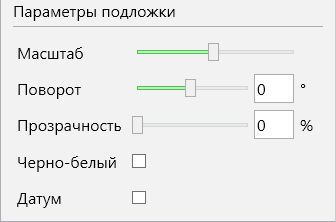 Параметры подложки
Масштаб
Поворот 0 °
Прозрачность 0 %
Черно-белый
Датум